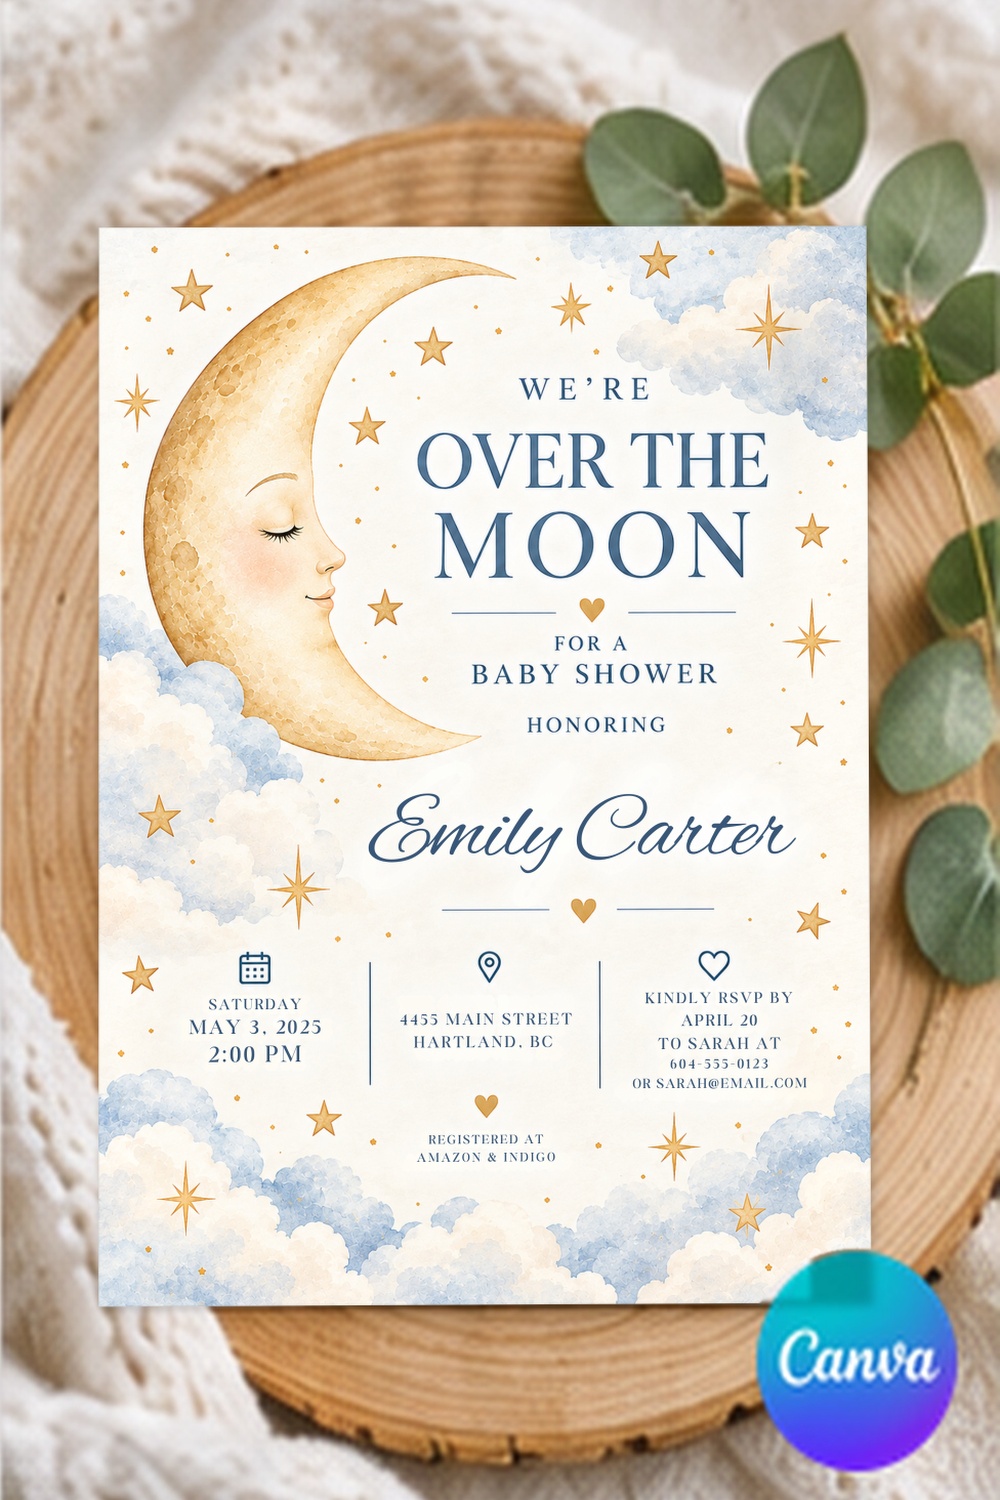 WE'RE
OVER THE
MOON
FOR A
BABY SHOWER
HONORING
Emily Carter
SATURDAY
MAY 3, 2025
2:00 PM
4455 MAIN STREET
HARTLAND, BC
KINDLY RSVP BY
APRIL 20
TO SARAH AT
604-555-0123
OR SARAH@EMAIL.COM
REGISTERED AT
AMAZON & INDIGO
Canva